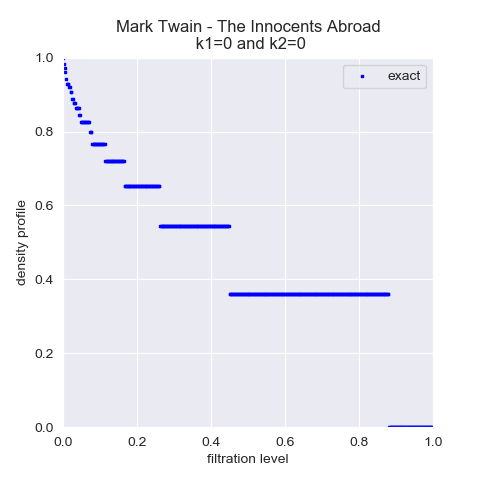 Mark Twain - The Innocents Abroad
k1=0 and k2=0
exact
density profile
1.0
0.8
0.6
0.4
0.2
0.0
0.0 0.2 0.4 0.6 0.8 1.0
filtration level